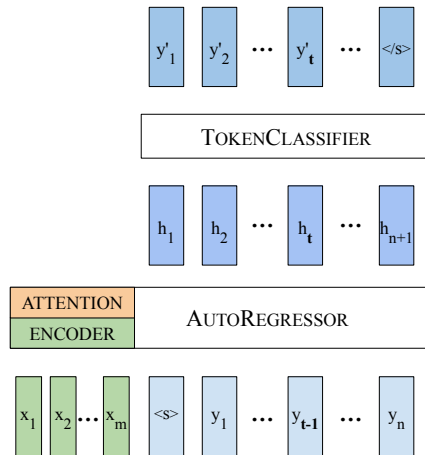 y'1 y'2 ... y't ... </s>
TOKENCLASSIFIER
h1 h2 ... ht ... hn+1
ATTENTION
ENCODER
AUTOREGRESSOR
x1 x2 ... xm <s> y1 ... yt-1 ... yn